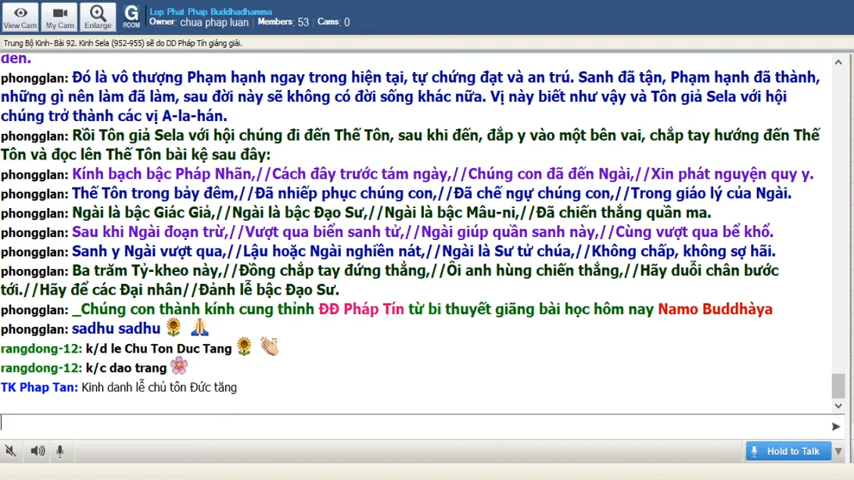 Lop Phat Phap Buddhadhamma
Owner: chua phap luan   Members: 53   Cams: 0
View Cam
My Cam
Enlarge
G
ROOM
Trung Bộ Kinh- Bài 92. Kinh Sela (952-955) sẽ do DD Pháp Tín giảng giải.
đến.
phongglan: Đó là vô thượng Phạm hạnh ngay trong hiện tại, tự chứng đạt và an trú. Sanh đã tận, Phạm hạnh đã thành,
những gì nên làm đã làm, sau đời này sẽ không có đời sống khác nữa. Vị này biết như vậy và Tôn giả Sela với hội
chúng trở thành các vị A-la-hán.
phongglan: Rồi Tôn giả Sela với hội chúng đi đến Thế Tôn, sau khi đến, đắp y vào một bên vai, chắp tay hướng đến Thế
Tôn và đọc lên Thế Tôn bài kệ sau đây:
phongglan: Kính bạch bậc Pháp Nhãn,//Cách đây trước tám ngày,//Chúng con đã đến Ngài,//Xin phát nguyện quy y.
phongglan: Thế Tôn trong bảy đêm,//Đã nhiếp phục chúng con,//Đã chế ngự chúng con,//Trong giáo lý của Ngài.
phongglan: Ngài là bậc Giác Giả,//Ngài là bậc Đạo Sư,//Ngài là bậc Mâu-ni,//Đã chiến thắng quần ma.
phongglan: Sau khi Ngài đoạn trừ,//Vượt qua biển sanh tử,//Ngài giúp quần sanh này,//Cùng vượt qua bể khổ.
phongglan: Sanh y Ngài vượt qua,//Lậu hoặc Ngài nghiền nát,//Ngài là Sư tử chúa,//Không chấp, không sợ hãi.
phongglan: Ba trăm Tỷ-kheo này,//Đồng chắp tay đứng thẳng,//Ôi anh hùng chiến thắng,//Hãy duỗi chân bước
tới.//Hãy để các Đại nhân//Đảnh lễ bậc Đạo Sư.
phongglan: _Chúng con thành kính cung thỉnh ĐĐ Pháp Tín từ bi thuyết giãng bài học hôm nay Namo Buddhàya
phongglan: sadhu sadhu
rangdong-12: k/d le Chu Ton Duc Tang
rangdong-12: k/c dao trang
TK Phap Tan: Kinh danh lễ chủ tôn Đức tăng
Hold to Talk